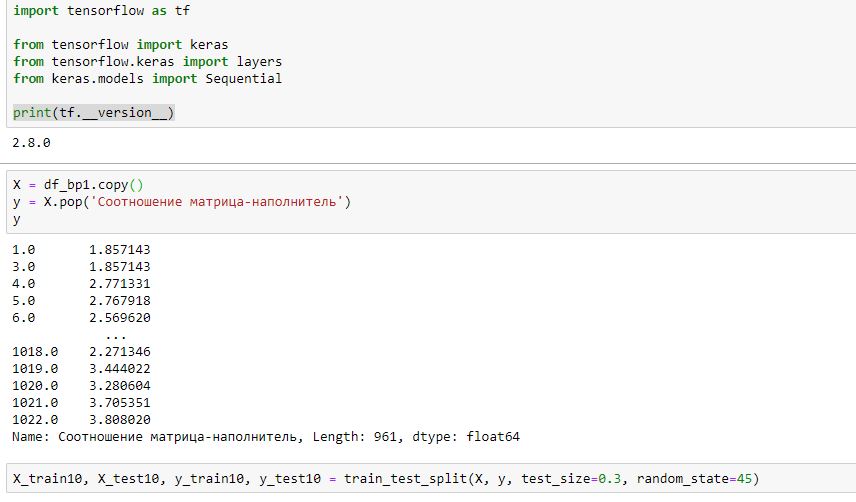 import tensorflow as tf
from tensorflow import keras
from tensorflow.keras import layers
from keras.models import Sequential
print(tf.__version__)
2.8.0
X = df_bp1.copy()
y = X.pop('Соотношение матрица-наполнитель')
y
1.0 1.857143
3.0 1.857143
4.0 2.771331
5.0 2.767918
6.0 2.569620
...
1018.0 2.271346
1019.0 3.444022
1020.0 3.280604
1021.0 3.705351
1022.0 3.808020
Name: Соотношение матрица-наполнитель, Length: 961, dtype: float64
X_train10, X_test10, y_train10, y_test10 = train_test_split(X, y, test_size=0.3, random_state=45)